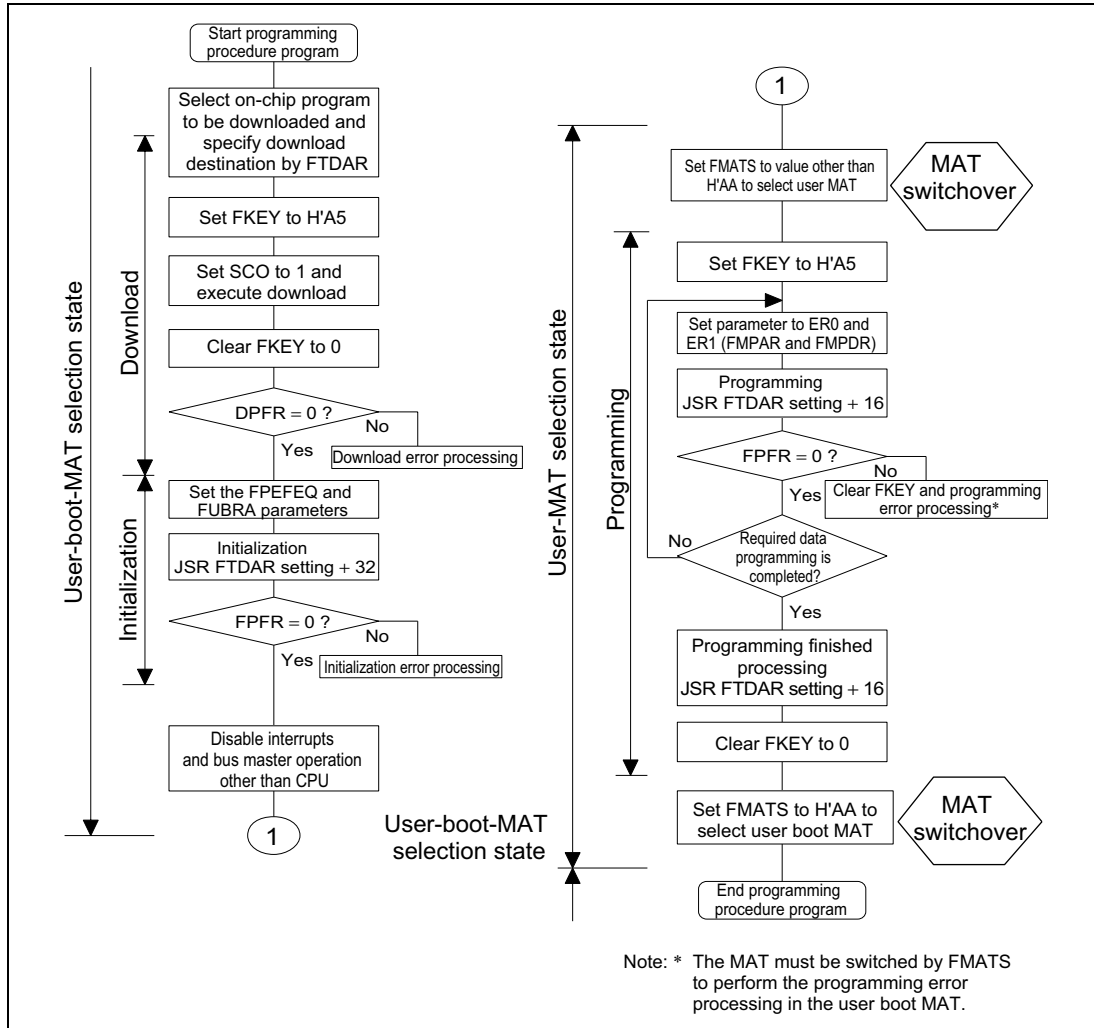 Start programming
procedure program
Select on-chip program
to be downloaded and
specify download
destination by FTDAR
Set FKEY to H'A5
Set SCO to 1 and
execute download
Clear FKEY to 0
DPFR = 0 ?
No
Yes
Download error processing
Set the FPEFEQ and
FUBRA parameters
Initialization
JSR FTDAR setting + 32
FPFR = 0 ?
No
Yes
Initialization error processing
Disable interrupts
and bus master operation
other than CPU
1
User-boot-MAT selection state
Download
Initialization
1
Set FMATS to value other than
H'AA to select user MAT
MAT
switchover
Set FKEY to H'A5
Set parameter to ER0 and
ER1 (FMPAR and FMPDR)
Programming
JSR FTDAR setting + 16
FPFR = 0 ?
No
Yes
Clear FKEY and programming
error processing*
No
Required data
programming is
completed?
Yes
Programming finished
processing
JSR FTDAR setting + 16
Clear FKEY to 0
Set FMATS to H'AA to
select user boot MAT
MAT
switchover
End programming
procedure program
User-MAT selection state
Programming
User-boot-MAT
selection state
Note: * The MAT must be switched by FMATS
to perform the programming error
processing in the user boot MAT.